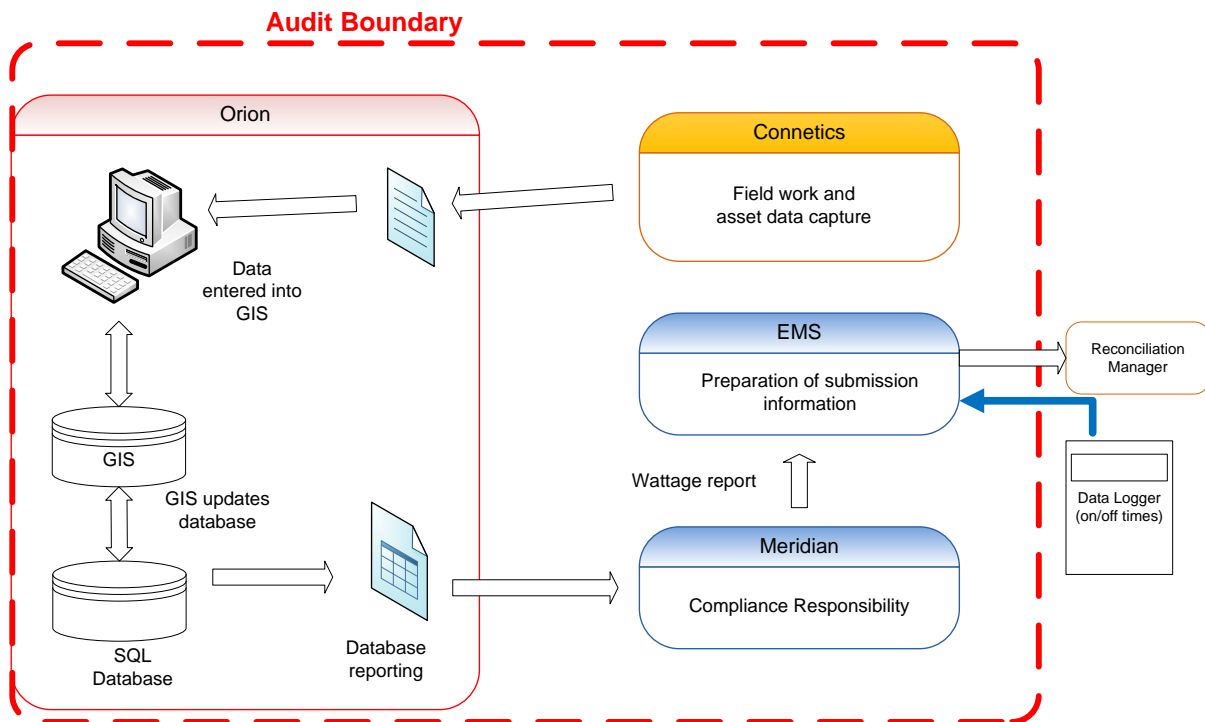 Audit Boundary
Orion
Data
entered into
GIS
GIS
GIS updates
database
SQL
Database
Database
reporting
Connetics
Field work and
asset data capture
EMS
Preparation of submission
information
Wattage report
Meridian
Compliance Responsibility
Reconciliation
Manager
Data Logger
(on/off times)